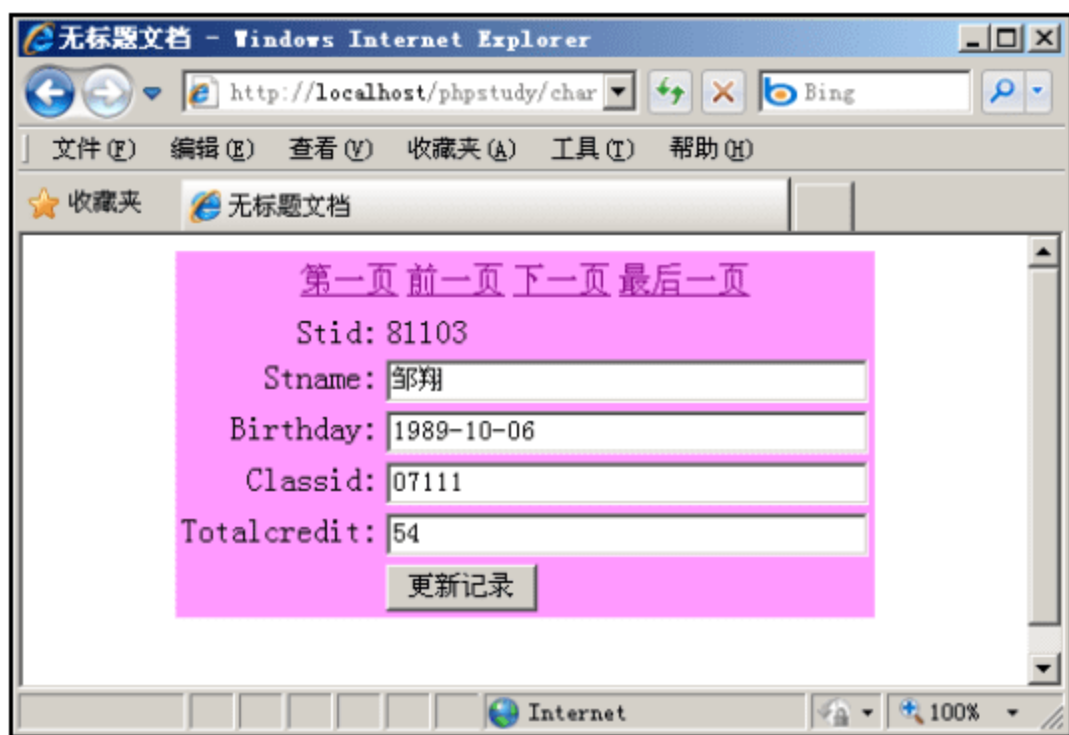 无标题文档 - Windows Internet Explorer
http://localhost/phpstudy/char Bing
文件(F) 编辑(E) 查看(V) 收藏夹(A) 工具(T) 帮助(H)
收藏夹 无标题文档
第一页 前一页 下一页 最后一页
Stid: 81103
Stname: 邹翔
Birthday: 1989-10-06
Classid: 07111
Totalcredit: 54
更新记录
Internet 100%